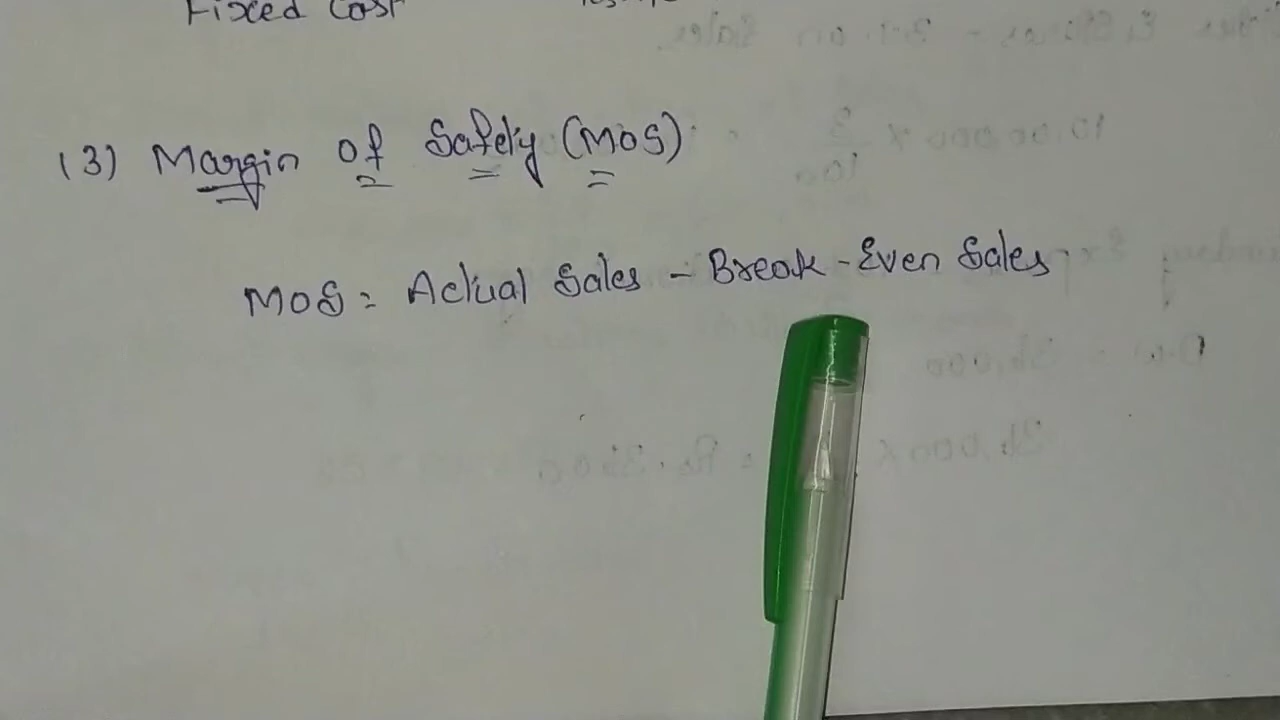 Fixed Cost
(3) Margin Of Safety (MOS)
MOS = Actual Sales - Break-Even Sales